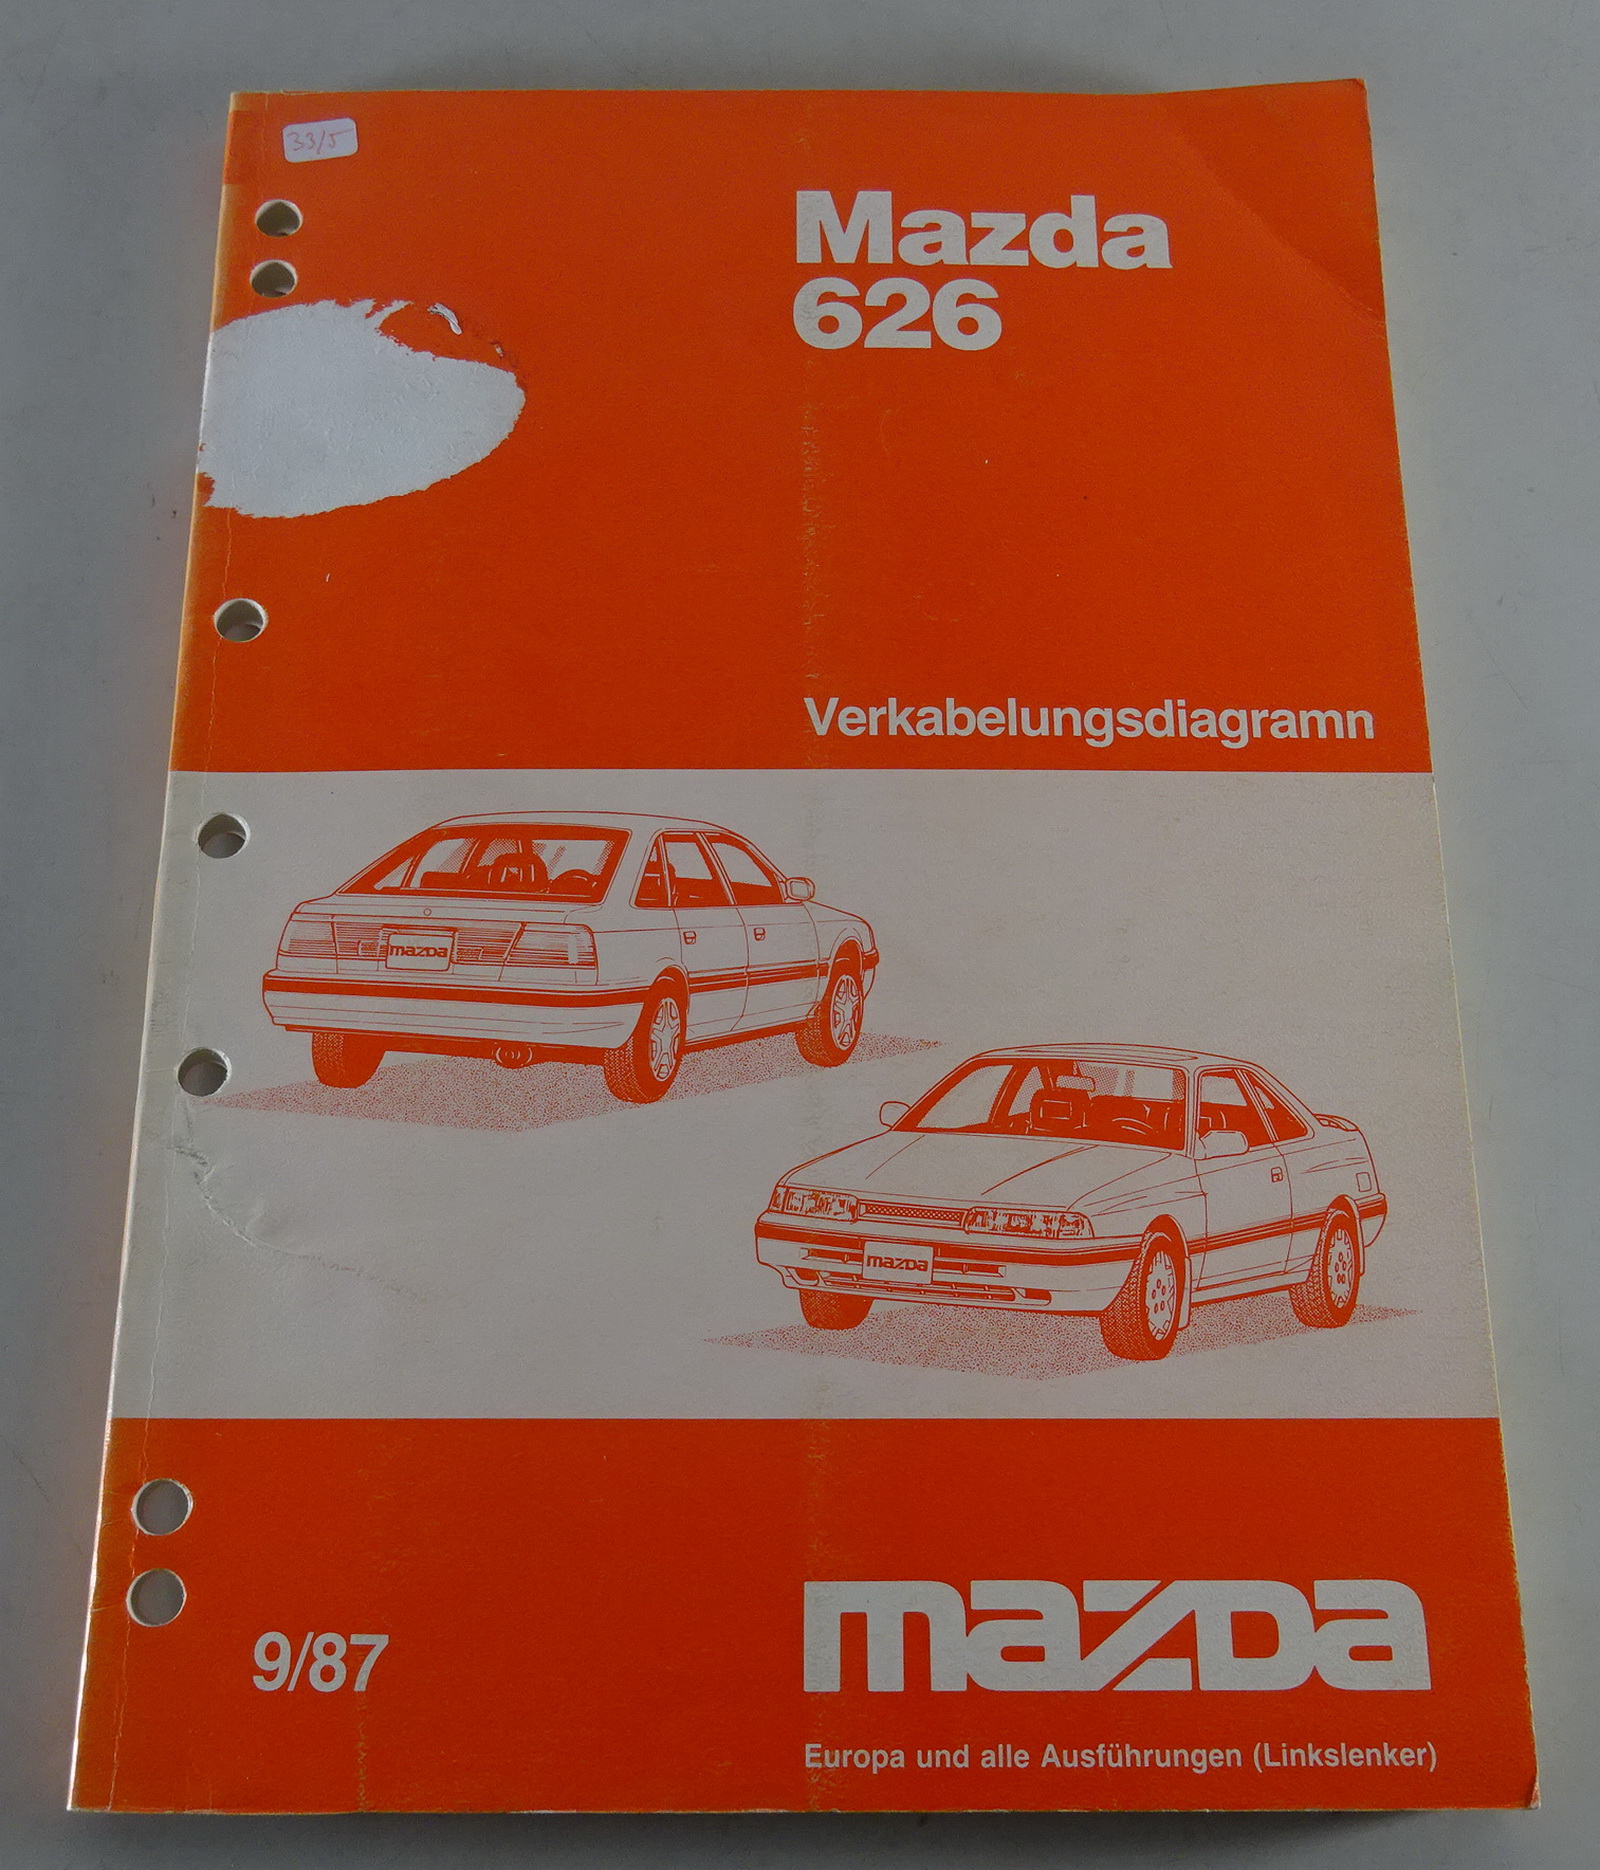 33/5
Mazda
626
Verkabelungsdiagramn
mazDa
mazDa
9/87
mazDa
Europa und alle Ausführungen (Linkslenker)